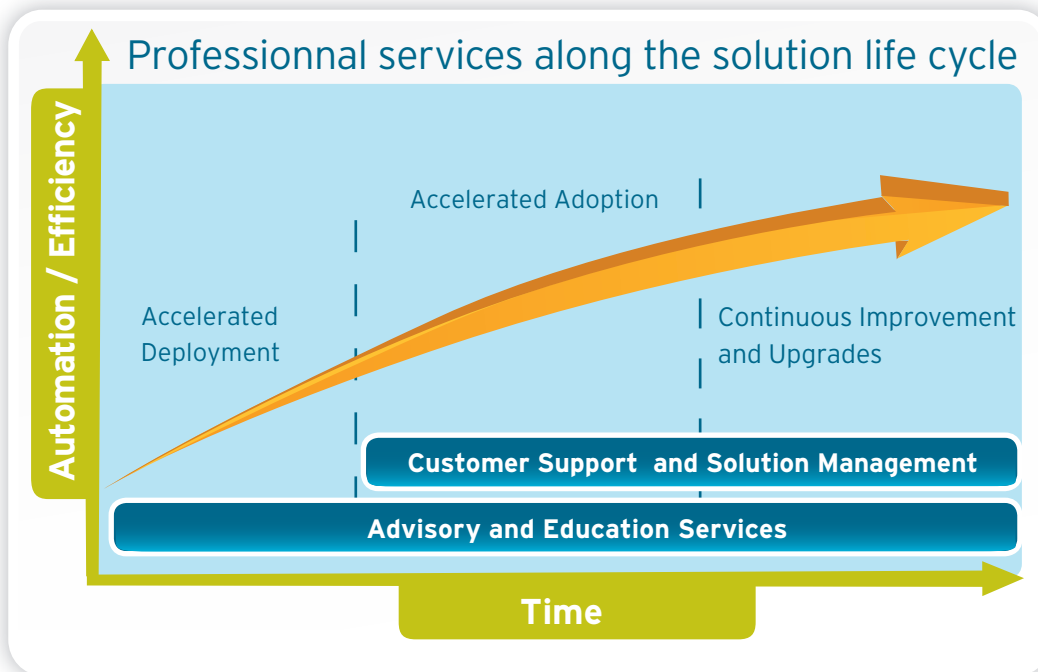 Professionnal services along the solution life cycle
Automation / Efficiency
Accelerated Adoption
Accelerated
Deployment
Continuous Improvement
and Upgrades
Customer Support and Solution Management
Advisory and Education Services
Time